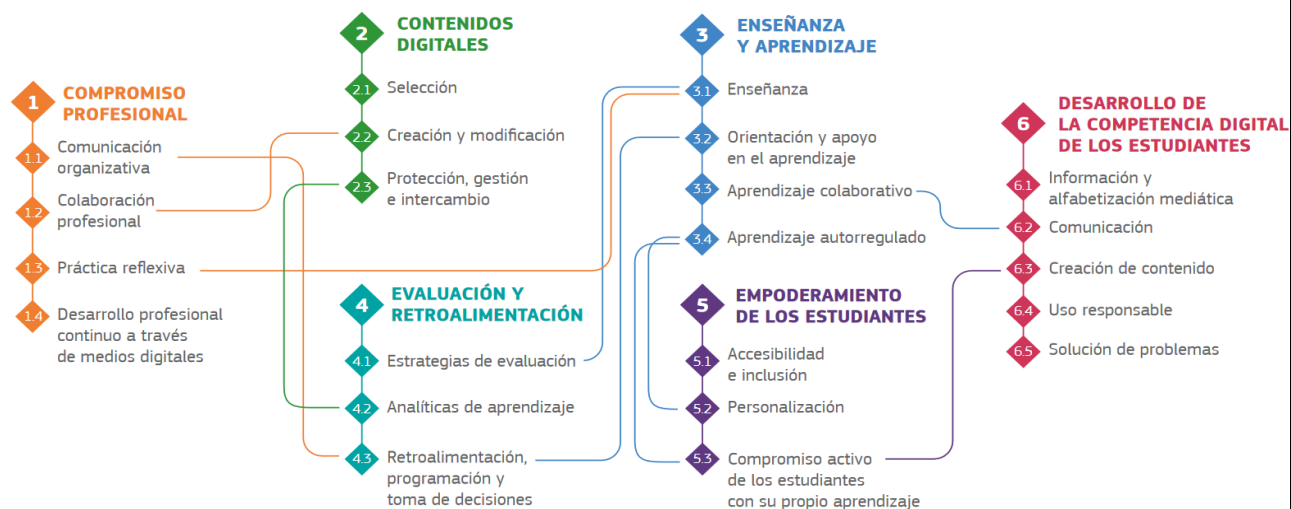 1
COMPROMISO
PROFESIONAL
1.1
Comunicación
organizativa
1.2
Colaboración
profesional
1.3
Práctica reflexiva
1.4
Desarrollo profesional
continuo a través
de medios digitales
2
CONTENIDOS
DIGITALES
2.1
Selección
2.2
Creación y modificación
2.3
Protección, gestión
e intercambio
4
EVALUACIÓN Y
RETROALIMENTACIÓN
4.1
Estrategias de evaluación
4.2
Analíticas de aprendizaje
4.3
Retroalimentación,
programación y
toma de decisiones
3
ENSEÑANZA
Y APRENDIZAJE
3.1
Enseñanza
3.2
Orientación y apoyo
en el aprendizaje
3.3
Aprendizaje colaborativo
3.4
Aprendizaje autorregulado
5
EMPODERAMIENTO
DE LOS ESTUDIANTES
5.1
Accesibilidad
e inclusión
5.2
Personalización
5.3
Compromiso activo
de los estudiantes
con su propio aprendizaje
6
DESARROLLO DE
LA COMPETENCIA DIGITAL
DE LOS ESTUDIANTES
6.1
Información y
alfabetización mediática
6.2
Comunicación
6.3
Creación de contenido
6.4
Uso responsable
6.5
Solución de problemas